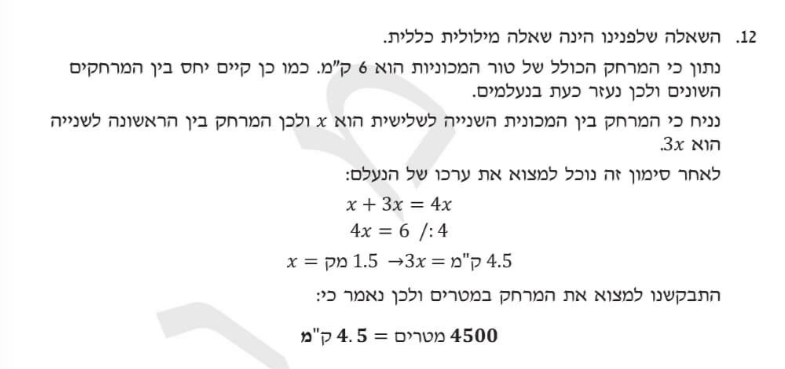 12. השאלה שלפנינו הינה שאלה מילולית כללית.
נתון כי המרחק הכולל של טור המכוניות הוא 6 ק"מ. כמו כן קיים יחס בין המרחקים
השונים ולכן נעזר כעת בנעלמים.
נניח כי המרחק בין המכונית השנייה לשלישית הוא x ולכן המרחק בין הראשונה לשנייה
הוא 3x.
לאחר סימון זה נוכל למצוא את ערכו של הנעלם:
x + 3x = 4x
4x = 6 /: 4
x = מק 1.5 → 3x = ק"מ 4.5
התבקשנו למצוא את המרחק במטרים ולכן נאמר כי:
ק"מ 4.5 = מטרים 4500